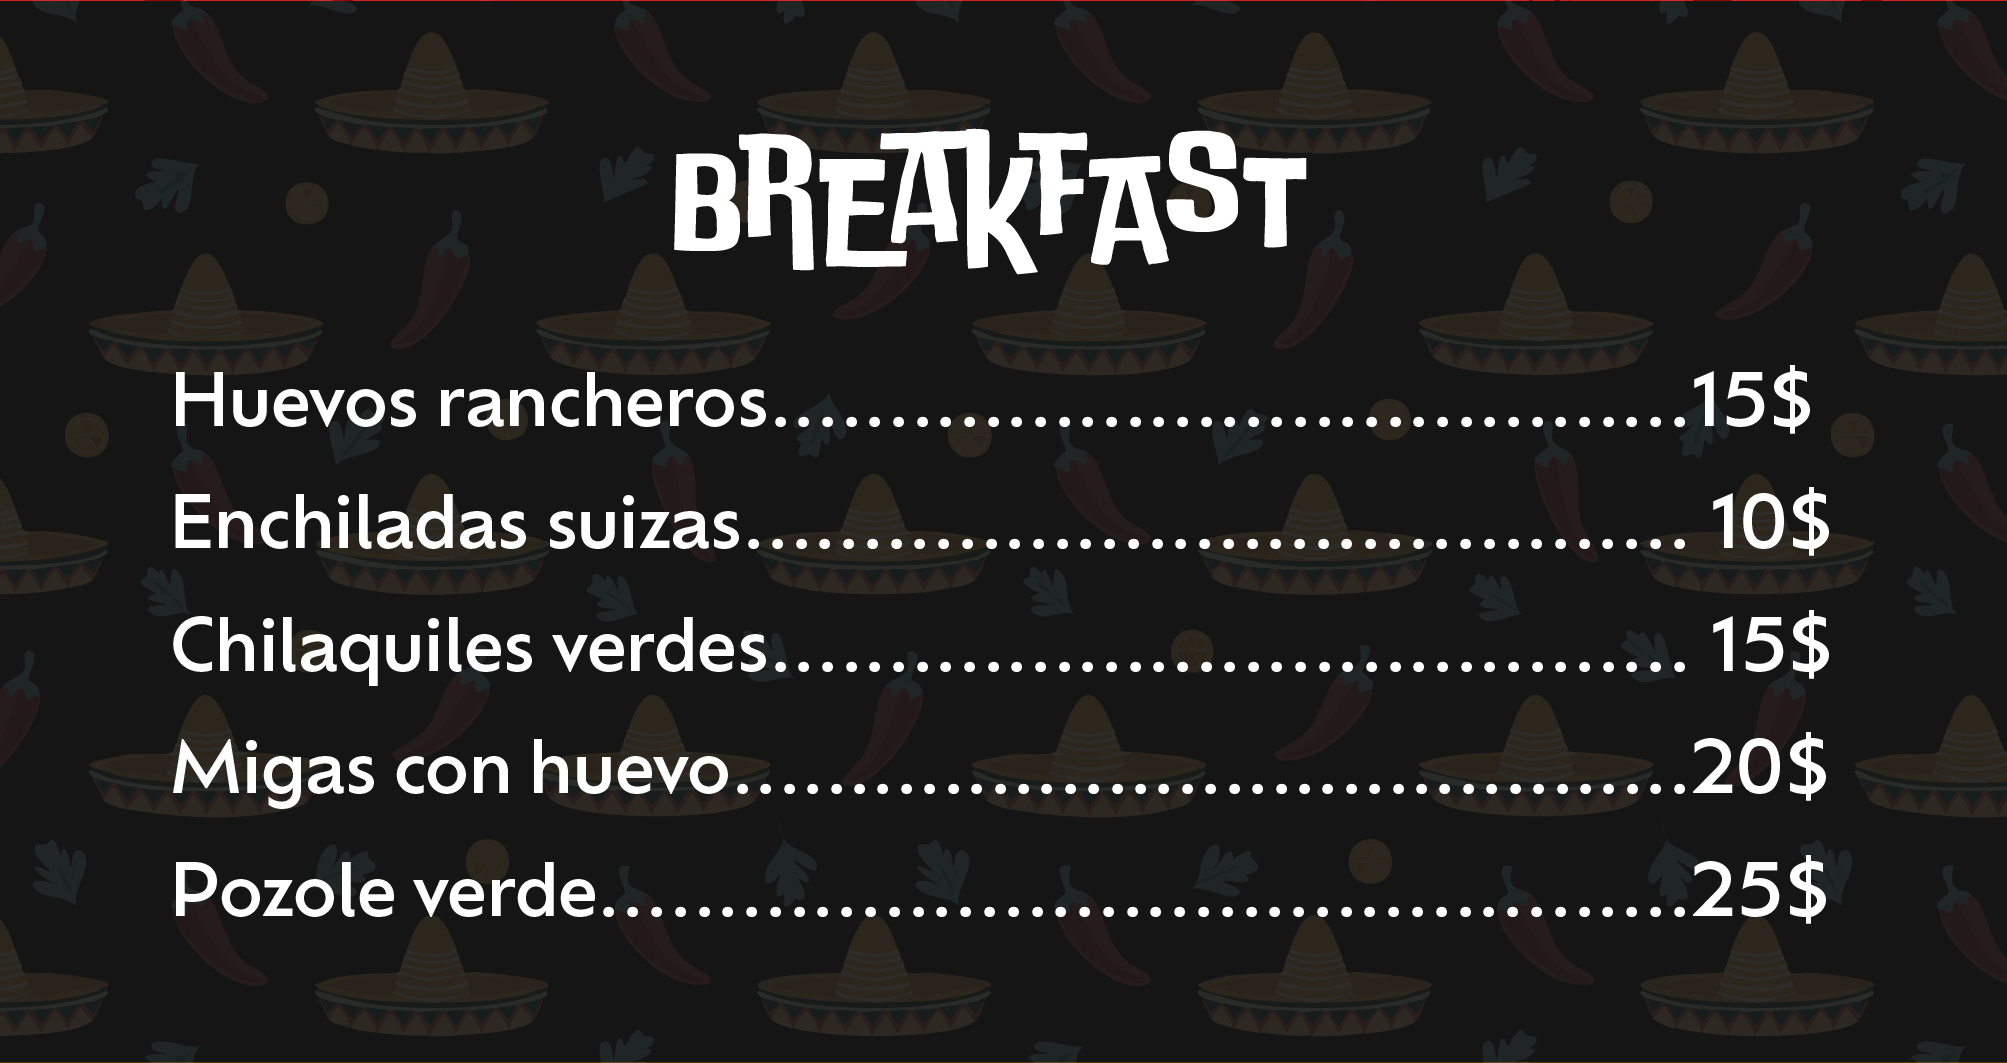 BREAKFAST
Huevos rancheros.......................................15$
Enchiladas suizas........................................ 10$
Chilaquiles verdes....................................... 15$
Migas con huevo.........................................20$
Pozole verde..............................................25$